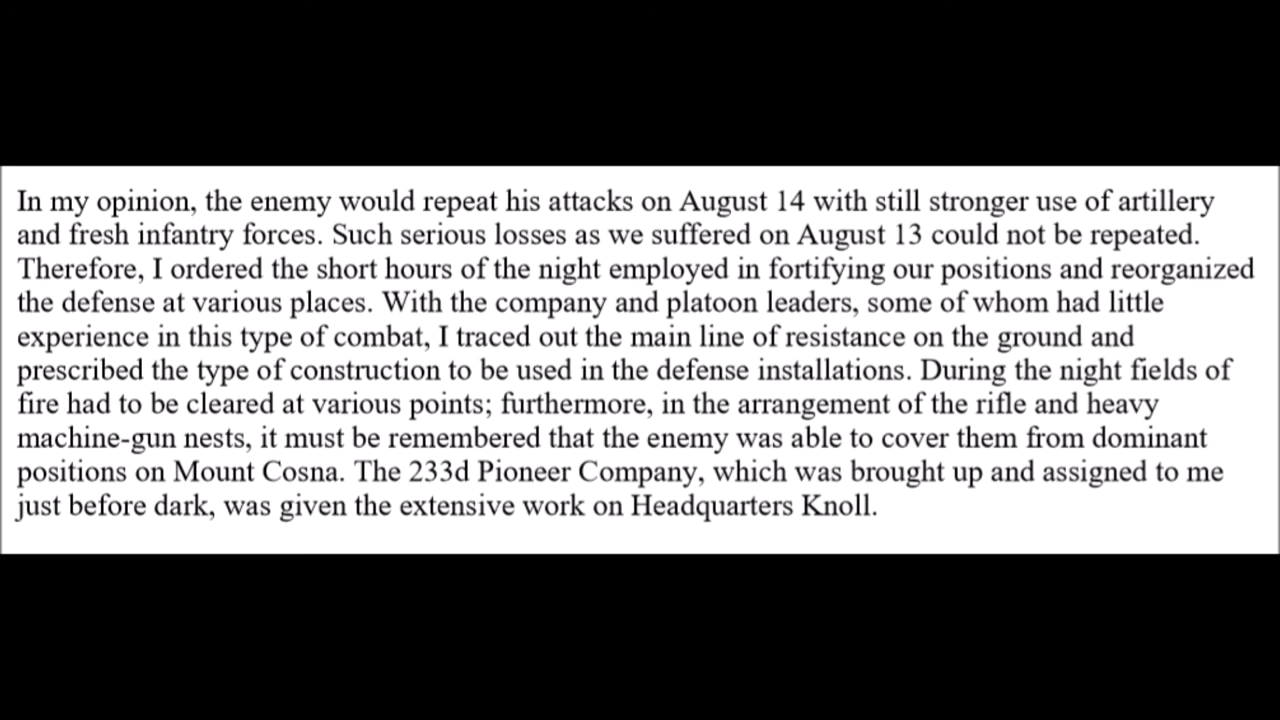 In my opinion, the enemy would repeat his attacks on August 14 with still stronger use of artillery
and fresh infantry forces. Such serious losses as we suffered on August 13 could not be repeated.
Therefore, I ordered the short hours of the night employed in fortifying our positions and reorganized
the defense at various places. With the company and platoon leaders, some of whom had little
experience in this type of combat, I traced out the main line of resistance on the ground and
prescribed the type of construction to be used in the defense installations. During the night fields of
fire had to be cleared at various points; furthermore, in the arrangement of the rifle and heavy
machine-gun nests, it must be remembered that the enemy was able to cover them from dominant
positions on Mount Cosna. The 233d Pioneer Company, which was brought up and assigned to me
just before dark, was given the extensive work on Headquarters Knoll.